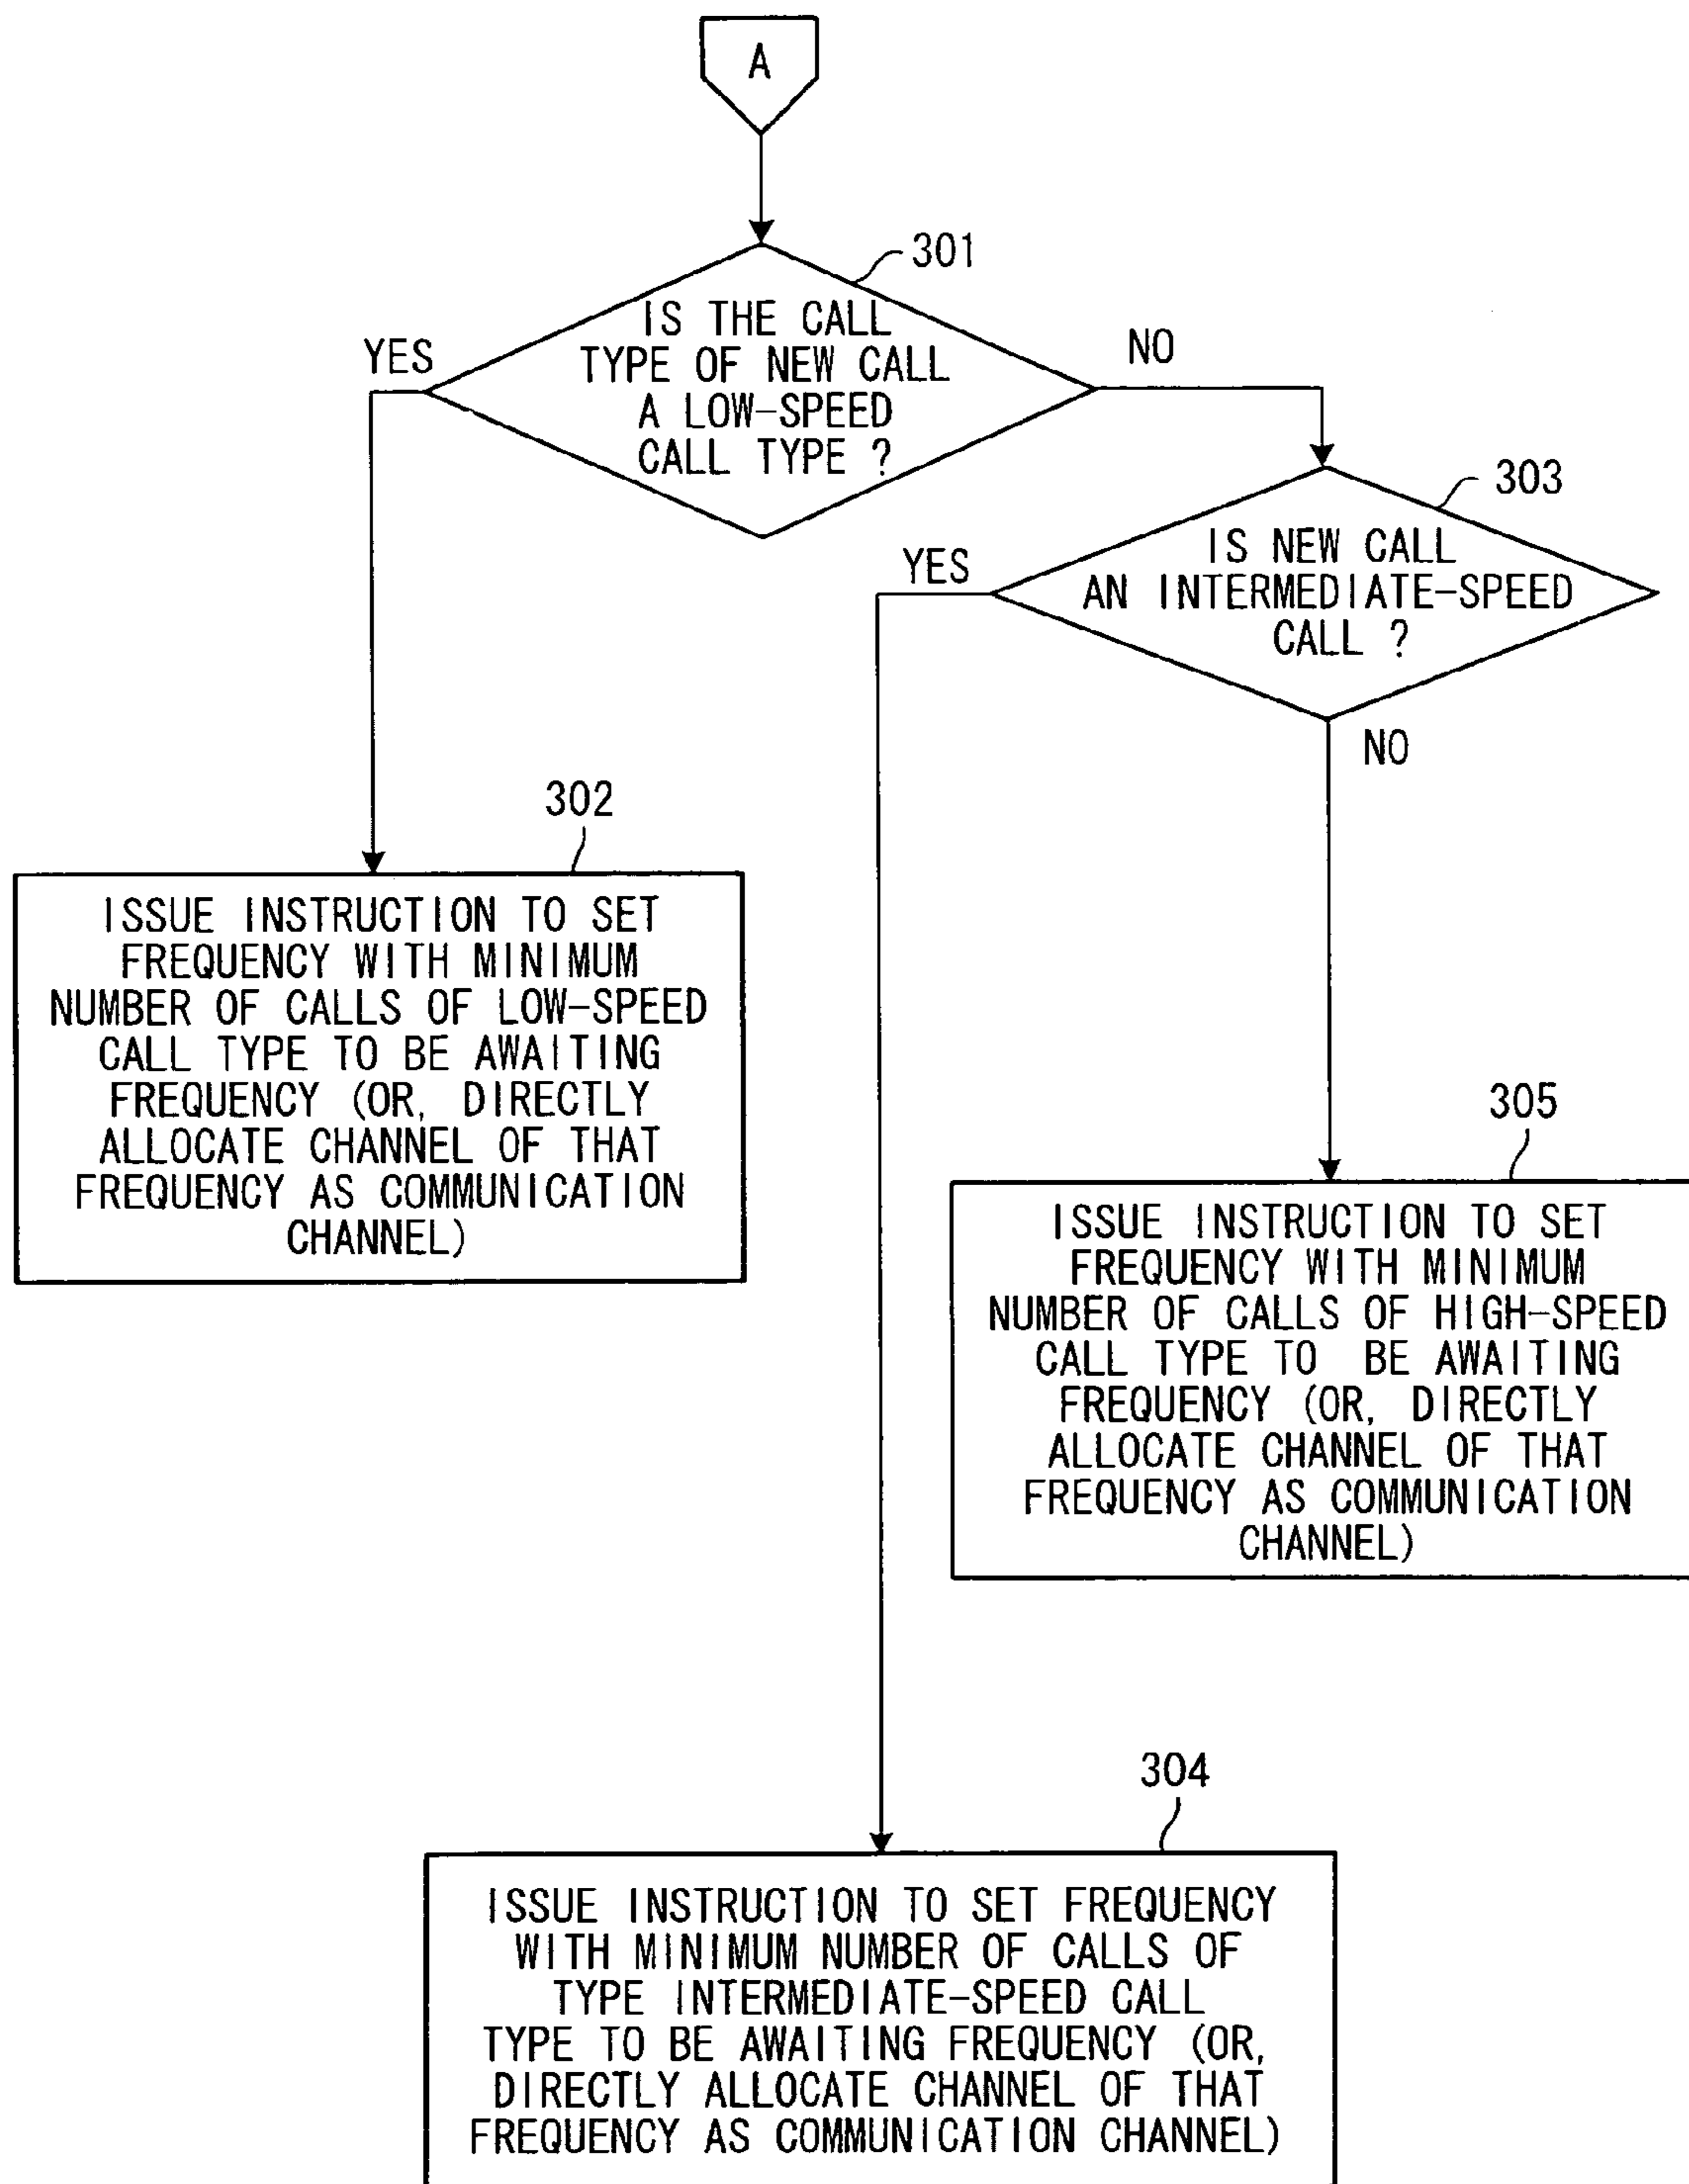 A
301
IS THE CALL
TYPE OF NEW CALL
A LOW-SPEED
CALL TYPE ?
YES
NO
303
IS NEW CALL
AN INTERMEDIATE-SPEED
CALL ?
YES
NO
302
ISSUE INSTRUCTION TO SET
FREQUENCY WITH MINIMUM
NUMBER OF CALLS OF LOW-SPEED
CALL TYPE TO BE AWAITING
FREQUENCY (OR, DIRECTLY
ALLOCATE CHANNEL OF THAT
FREQUENCY AS COMMUNICATION
CHANNEL)
305
ISSUE INSTRUCTION TO SET
FREQUENCY WITH MINIMUM
NUMBER OF CALLS OF HIGH-SPEED
CALL TYPE TO BE AWAITING
FREQUENCY (OR, DIRECTLY
ALLOCATE CHANNEL OF THAT
FREQUENCY AS COMMUNICATION
CHANNEL)
304
ISSUE INSTRUCTION TO SET FREQUENCY
WITH MINIMUM NUMBER OF CALLS OF
TYPE INTERMEDIATE-SPEED CALL
TYPE TO BE AWAITING FREQUENCY (OR,
DIRECTLY ALLOCATE CHANNEL OF THAT
FREQUENCY AS COMMUNICATION CHANNEL)